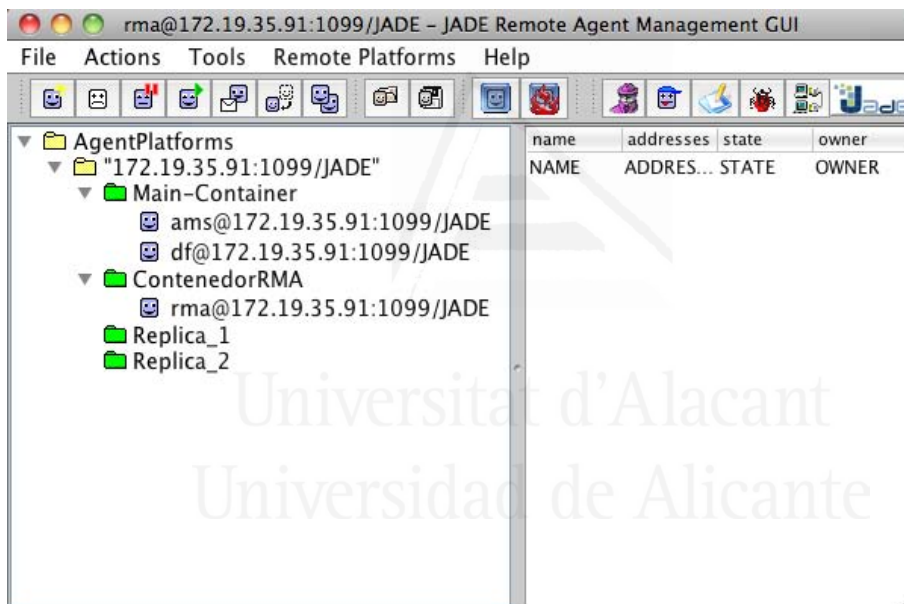 rma@172.19.35.91:1099/JADE – JADE Remote Agent Management GUI
File Actions Tools Remote Platforms Help
Jade
AgentPlatforms
"172.19.35.91:1099/JADE"
Main-Container
ams@172.19.35.91:1099/JADE
df@172.19.35.91:1099/JADE
ContenedorRMA
rma@172.19.35.91:1099/JADE
Replica_1
Replica_2
name addresses state owner
NAME ADDRES... STATE OWNER
Universitat d'Alacant
Universidad de Alicante